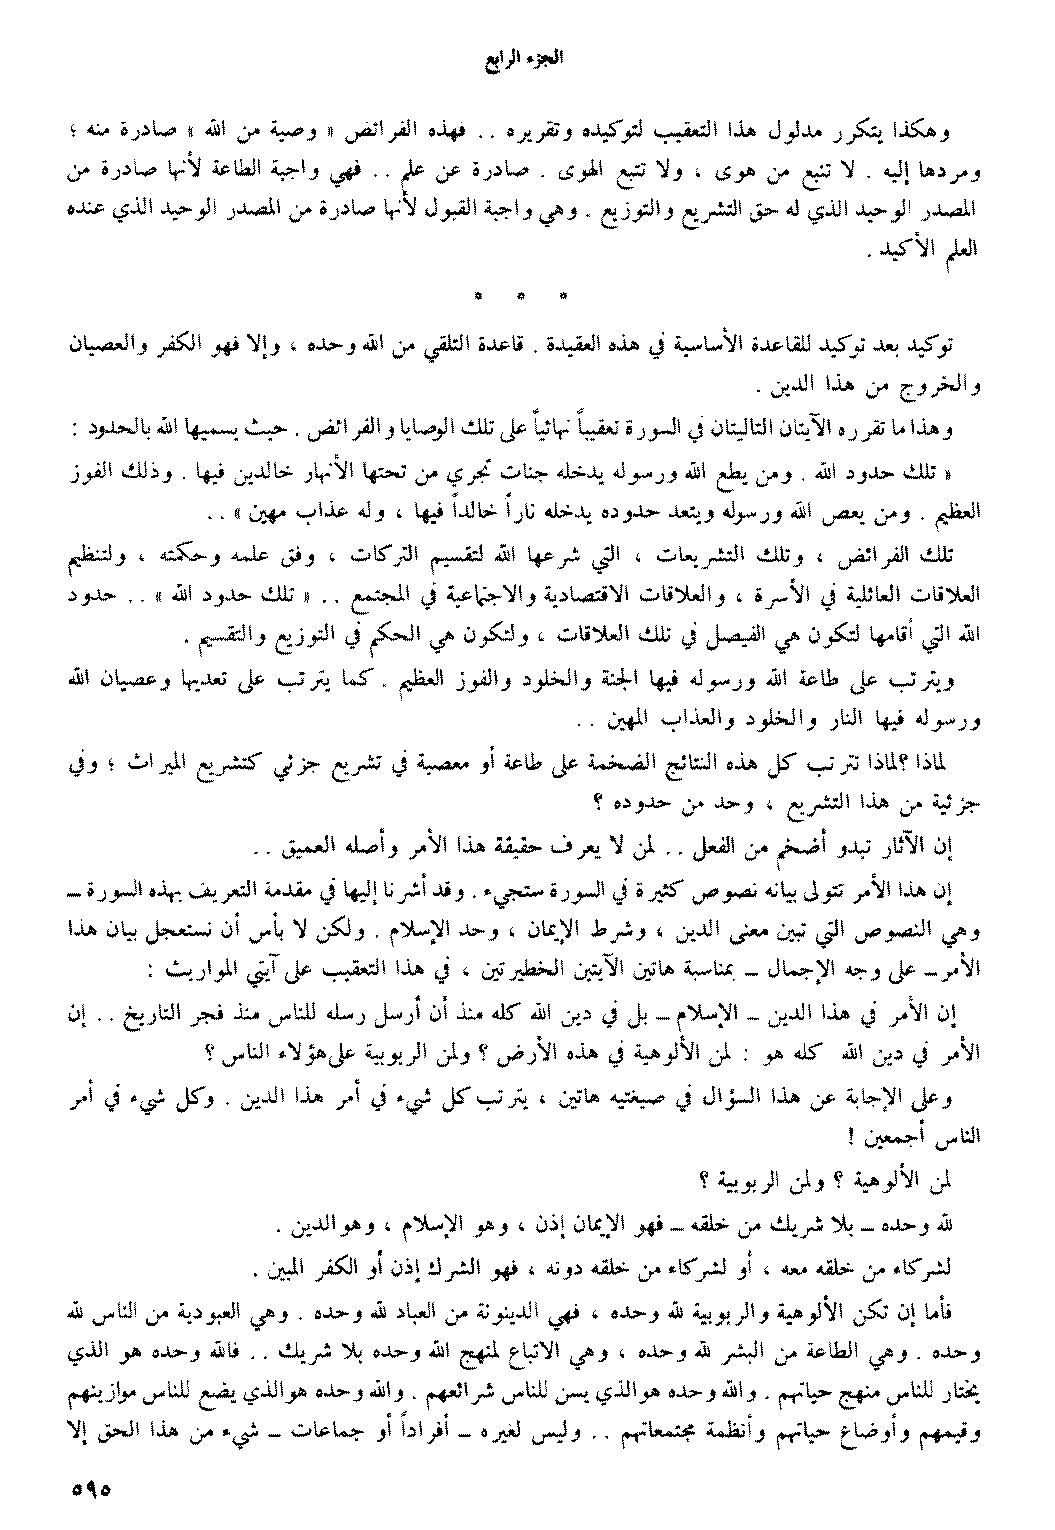 الجزء الرابع
وهكذا يتكرر مدلول هذا التعقيب لتوكيده وتقريره .. فهذه الفرائض « وصية من الله » صادرة منه ؛
ومردها إليه . لا تنبع من هوى ، ولا تتبع الهوى . صادرة عن علم .. فهي واجبة الطاعة لأنها صادرة من
المصدر الوحيد الذي له حق التشريع والتوزيع . وهي واجبة القبول لأنها صادرة من المصدر الوحيد الذي عنده
العلم الأكيد .
* * *
توكيد بعد توكيد للقاعدة الأساسية في هذه العقيدة . قاعدة التلقي من الله وحده ، وإلا فهو الكفر والعصيان
والخروج من هذا الدين .
وهذا ما تقرره الآيتان التاليتان في السورة تعقيباً نهائياً على تلك الوصايا والفرائض . حيث يسميها الله بالحدود :
« تلك حدود الله . ومن يطع الله ورسوله يدخله جنات تجري من تحتها الأنهار خالدين فيها . وذلك الفوز
العظيم . ومن يعص الله ورسوله ويتعد حدوده يدخله ناراً خالداً فيها ، وله عذاب مهين » ..
تلك الفرائض ، وتلك التشريعات ، التي شرعها الله لتقسيم التركات ، وفق علمه وحكمته ، ولتنظيم
العلاقات العائلية في الأسرة ، والعلاقات الاقتصادية والاجتماعية في المجتمع .. « تلك حدود الله » .. حدود
الله التي أقامها لتكون هي الفيصل في تلك العلاقات ، ولتكون هي الحكم في التوزيع والتقسيم .
ويترتب على طاعة الله ورسوله فيها الجنة والخلود والفوز العظيم . كما يترتب على تعديها وعصيان الله
ورسوله فيها النار والخلود والعذاب المهين ..
لماذا ؟ لماذا تترتب كل هذه النتائج الضخمة على طاعة أو معصية في تشريع جزئي كتشريع الميراث ؛ وفي
جزئية من هذا التشريع ، وحد من حدوده ؟
إن الآثار تبدو أضخم من الفعل .. لمن لا يعرف حقيقة هذا الأمر وأصله العميق ..
إن هذا الأمر تتولى بيانه نصوص كثيرة في السورة ستجيء . وقد أشرنا إليها في مقدمة التعريف بهذه السورة –
وهي النصوص التي تبين معنى الدين ، وشرط الإيمان ، وحد الإسلام . ولكن لا بأس أن نستعجل بيان هذا
الأمر – على وجه الإجمال – بمناسبة هاتين الآيتين الخطيرتين ، في هذا التعقيب على آيتي المواريث :
إن الأمر في هذا الدين – الإسلام – بل في دين الله كله منذ أن أرسل رسله للناس منذ فجر التاريخ .. إن
الأمر في دين الله كله هو : لمن الألوهية في هذه الأرض ؟ ولمن الربوبية على هؤلاء الناس ؟
وعلى الإجابة عن هذا السؤال في صيغتيه هاتين ، يترتب كل شيء في أمر هذا الدين . وكل شيء في أمر
الناس أجمعين !
لمن الألوهية ؟ ولمن الربوبية ؟
لله وحده – بلا شريك من خلقه – فهو الإيمان إذن ، وهو الإسلام ، وهو الدين .
لشركاء من خلقه معه ، أو لشركاء من خلقه دونه ، فهو الشرك إذن أو الكفر المبين .
فأما إن تكن الألوهية والربوبية لله وحده ، فهي الدينونة من العباد لله وحده . وهي العبودية من الناس لله
وحده . وهي الطاعة من البشر لله وحده ، وهي الاتباع لمنهج الله وحده بلا شريك .. فالله وحده هو الذي
يختار للناس منهج حياتهم . والله وحده هو الذي يسن للناس شرائعهم . والله وحده هو الذي يضع للناس موازينهم
وقيمهم وأوضاع حياتهم وأنظمة مجتمعاتهم .. وليس لغيره – أفراداً أو جماعات – شيء من هذا الحق إلا
٥٩٥